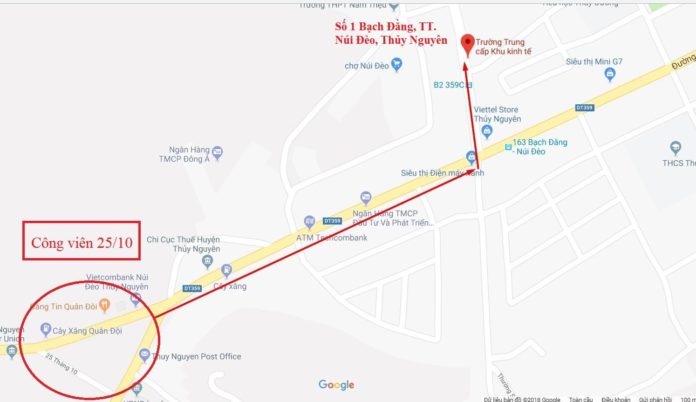 Trường THPT Nam Triệu
Số 1 Bạch Đằng, TT.
Núi Đèo, Thủy Nguyên
Trường Trung
cấp Khu kinh tế
chợ Núi Đèo
Siêu thị Mini G7
Đường
B2 359C
DT359
Viettel Store
Thủy Nguyên
DT359
163 Bạch Đằng
- Núi Đèo
Ngân Hàng
TMCP Đông Á
Siêu thị Điện máy
THCS
Ngân Hàng TMCP
Đầu Tư Và Phát Triển...
DT359
ATM Techcombank
Công viên 25/10
Chi Cục Thuế Huyện
Thủy Nguyên
Vietcombank Núi
Đèo Thủy Nguyên
Cây Xăng
DT359
Căng Tin Quân Đội
Cây Xăng Quân Đội
Nguyen
Union
25 Tháng 10
Thuy Nguyen Post Office
Google
Dữ liệu bản đồ ©2018 Google Toàn cầu Điều khoản Gửi phản hồi 100